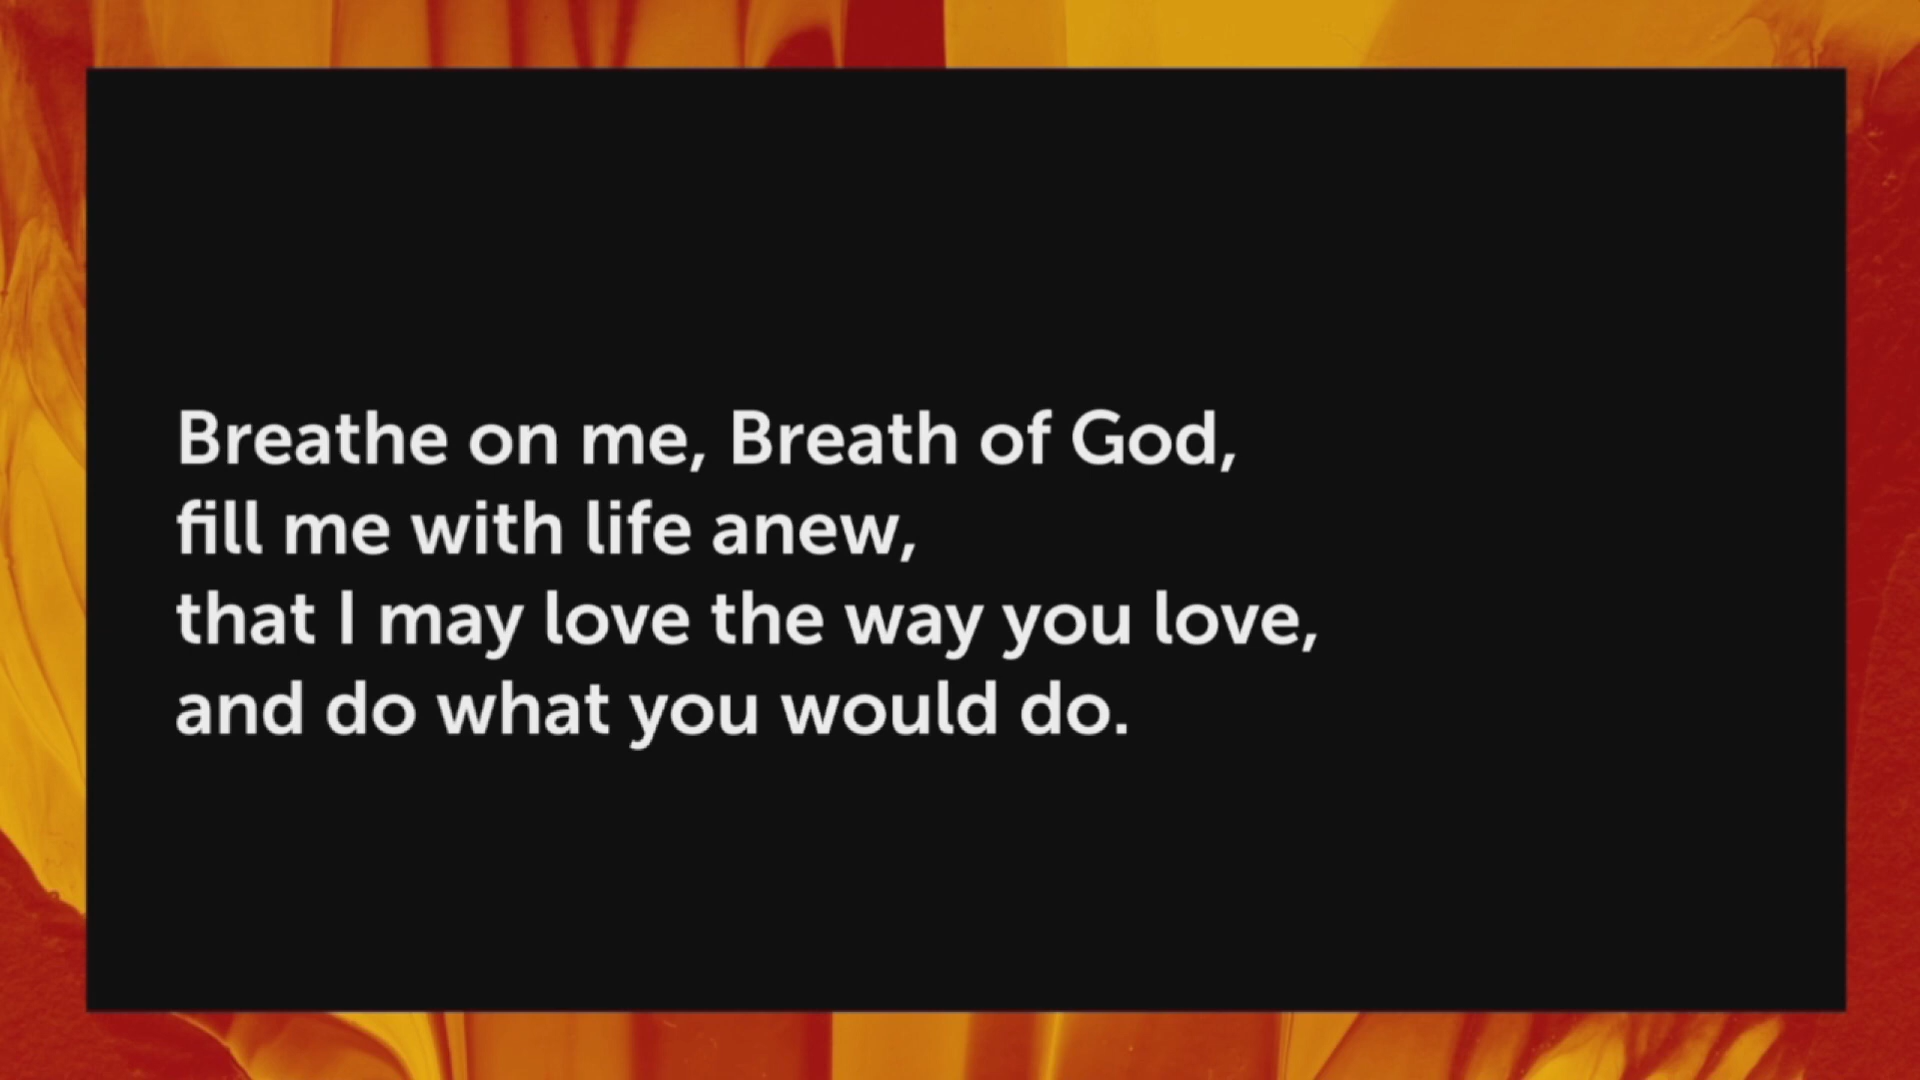 Breathe on me, Breath of God,
fill me with life anew,
that I may love the way you love,
and do what you would do.